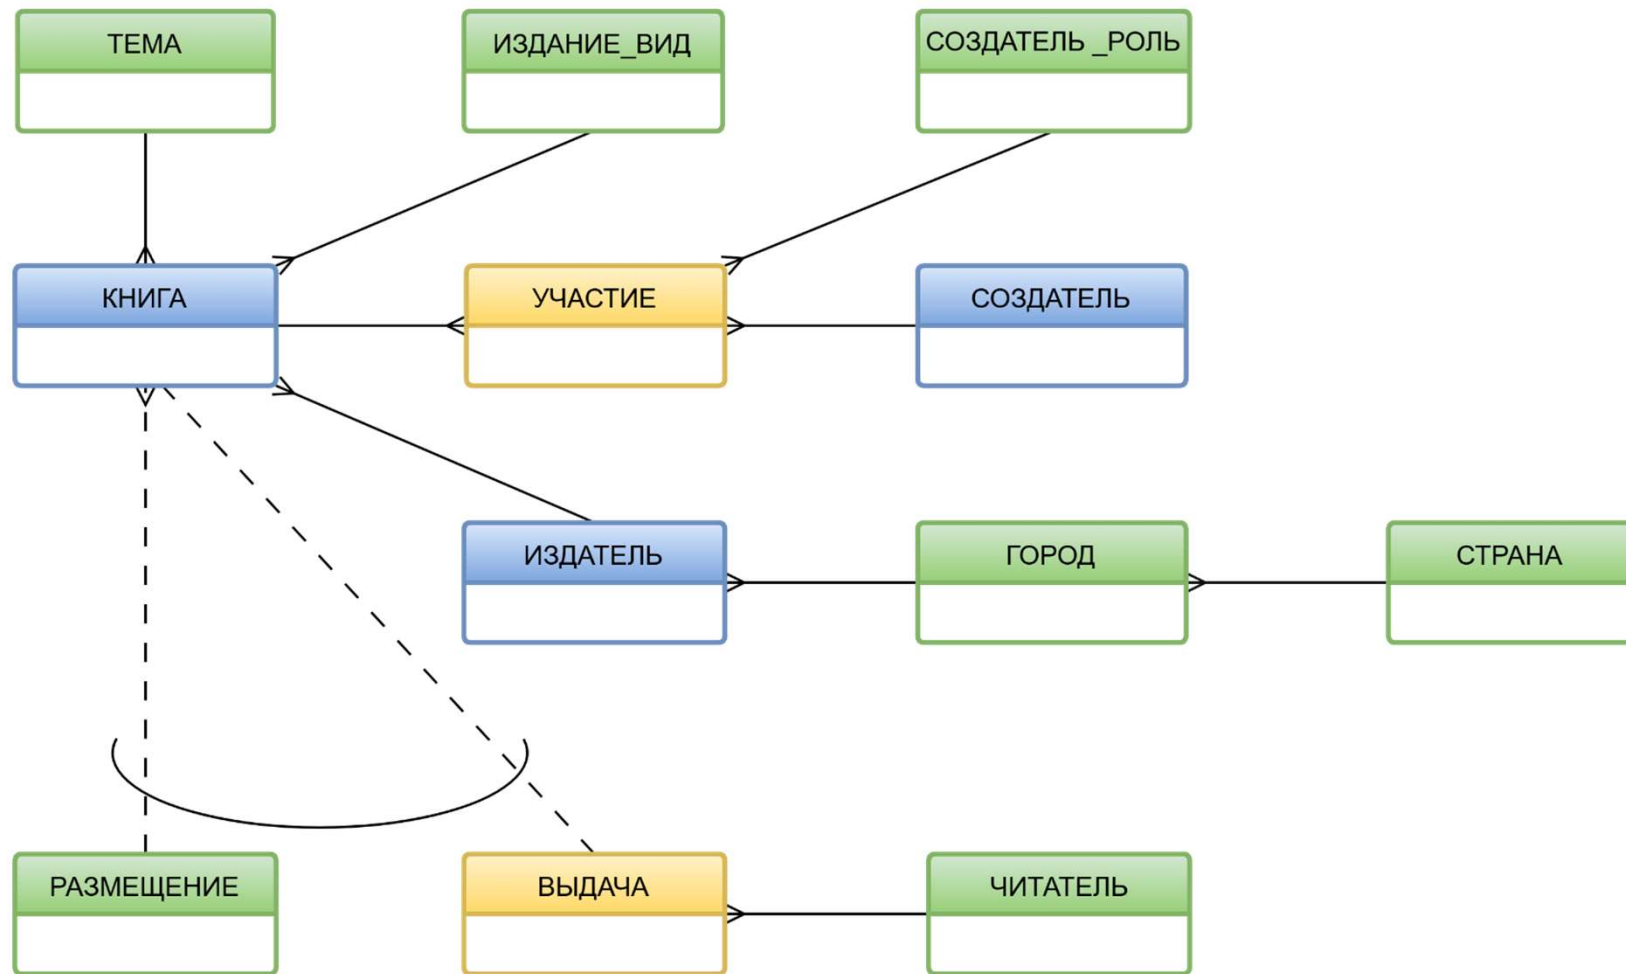 ТЕМА
ИЗДАНИЕ_ВИД
СОЗДАТЕЛЬ _РОЛЬ
КНИГА
УЧАСТИЕ
СОЗДАТЕЛЬ
ИЗДАТЕЛЬ
ГОРОД
СТРАНА
РАЗМЕЩЕНИЕ
ВЫДАЧА
ЧИТАТЕЛЬ